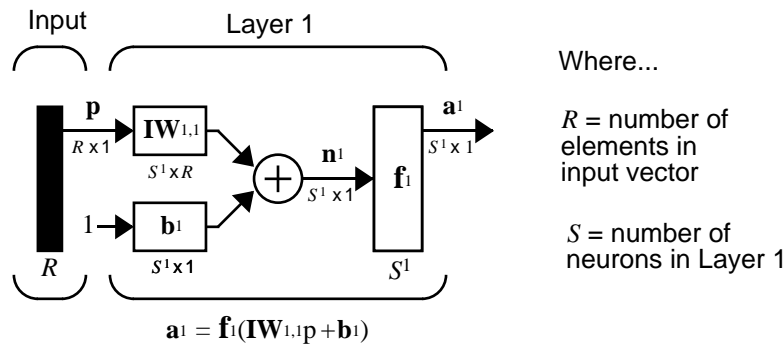 Input
Layer 1
Where...
p
R x 1
IW1,1
S1 x R
1
b1
S1 x 1
n1
S1 x 1
f1
a1
S1 x 1
R
S1
R = number of
elements in
input vector
S = number of
neurons in Layer 1
a1 = f1(IW1,1p + b1)